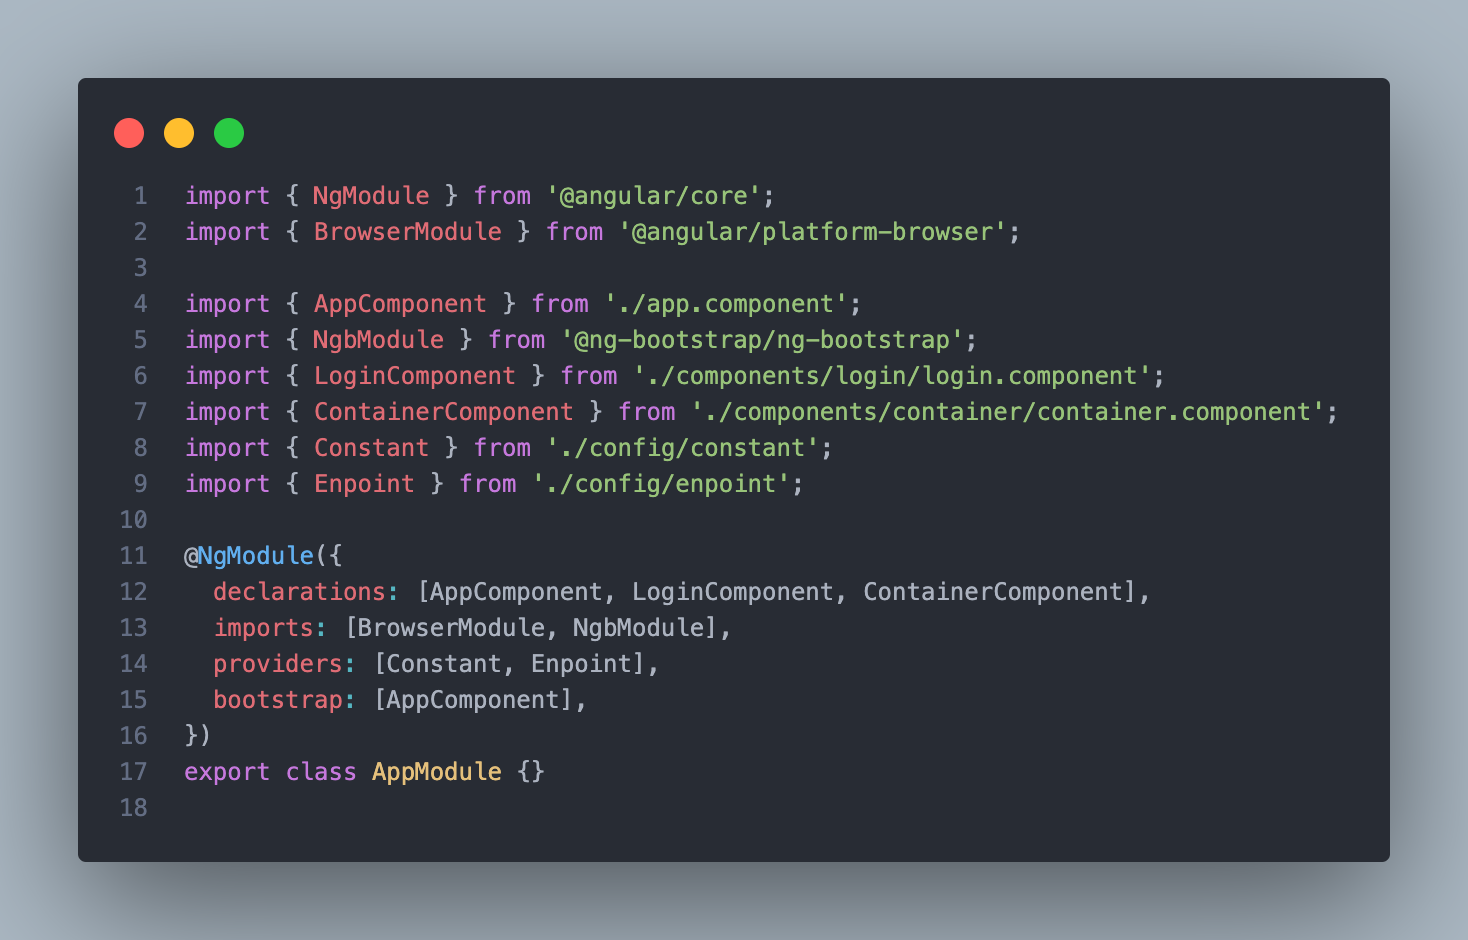 1 import { NgModule } from '@angular/core';
2 import { BrowserModule } from '@angular/platform-browser';
3
4 import { AppComponent } from './app.component';
5 import { NgbModule } from '@ng-bootstrap/ng-bootstrap';
6 import { LoginComponent } from './components/login/login.component';
7 import { ContainerComponent } from './components/container/container.component';
8 import { Constant } from './config/constant';
9 import { Enpoint } from './config/enpoint';
10
11 @NgModule({
12   declarations: [AppComponent, LoginComponent, ContainerComponent],
13   imports: [BrowserModule, NgbModule],
14   providers: [Constant, Enpoint],
15   bootstrap: [AppComponent],
16 })
17 export class AppModule {}
18